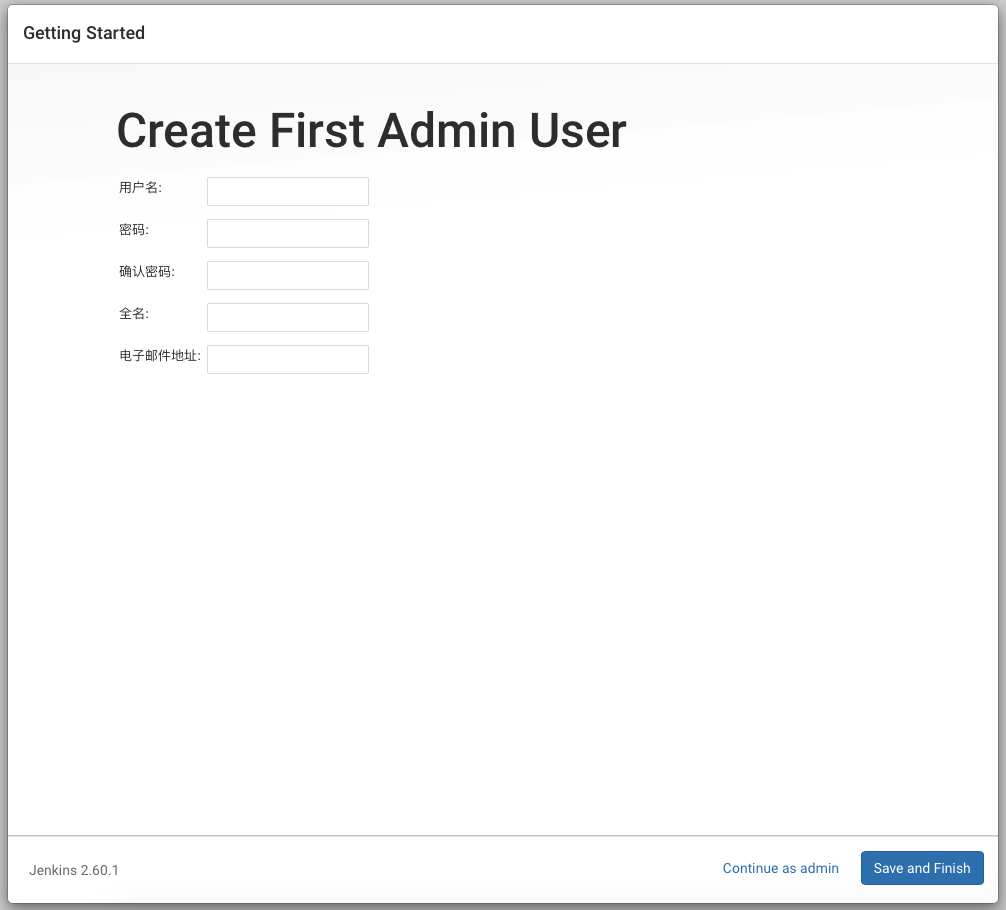 Getting Started
Create First Admin User
用户名:
密码:
确认密码:
全名:
电子邮件地址:
Jenkins 2.60.1
Continue as admin
Save and Finish